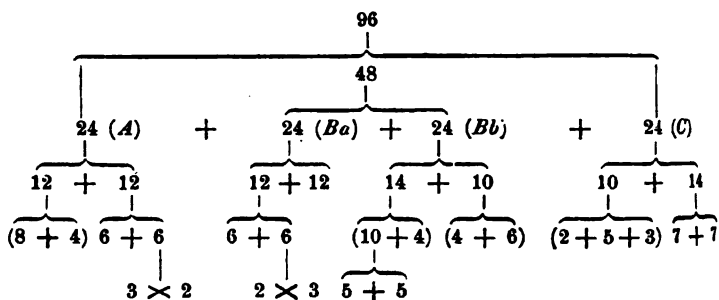 96
48
24 (A) + 24 (Ba) + 24 (Bb) + 24 (C)
12 + 12 12 + 12 14 + 10 10 + 14
(8 + 4) 6 + 6 6 + 6 (10 + 4) (4 + 6) (2 + 5 + 3) 7 + 7
3 × 2 2 × 3 5 + 5